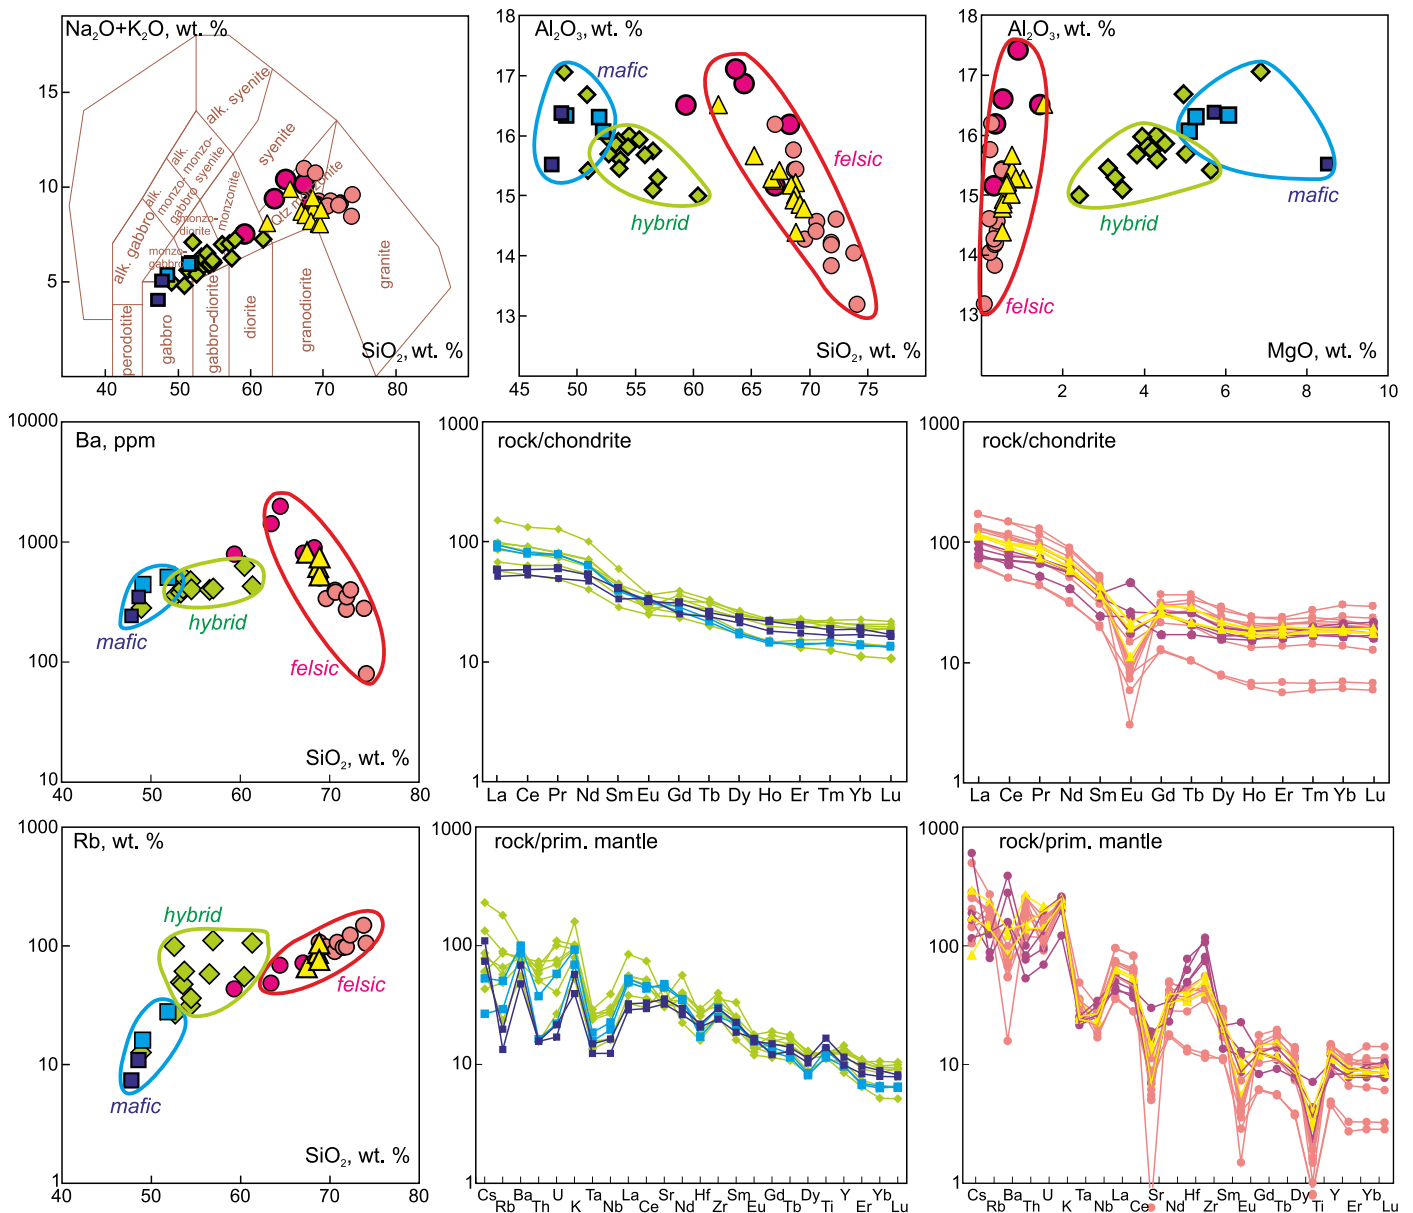 Na₂O+K₂O, wt. %
15
10
5
alk. syenite
alk.
monzo-
syenite
syenite
alk.
monzo-
gabbro
monzonite
Qtz monzonite
alk. gabbro
monzo-
diorite
monzo-
gabbro
perodotite
gabbro
gabbro-diorite
diorite
granodiorite
granite
SiO₂, wt. %
40
50
60
70
80
Al₂O₃, wt. %
18
17
16
15
14
13
mafic
hybrid
felsic
SiO₂, wt. %
45
50
55
60
65
70
75
Al₂O₃, wt. %
18
17
16
15
14
13
mafic
hybrid
felsic
MgO, wt. %
0
2
4
6
8
10
Ba, ppm
10000
1000
100
10
mafic
hybrid
felsic
SiO₂, wt. %
40
50
60
70
80
rock/chondrite
1000
100
10
1
La Ce Pr Nd Sm Eu Gd Tb Dy Ho Er Tm Yb Lu
rock/chondrite
1000
100
10
1
La Ce Pr Nd Sm Eu Gd Tb Dy Ho Er Tm Yb Lu
Rb, wt. %
1000
100
10
1
hybrid
felsic
mafic
SiO₂, wt. %
40
50
60
70
80
rock/prim. mantle
1000
100
10
1
Cs Ba U Ta La Sr Hf Sm Gd Dy Y Yb
Rb Th K Nb Ce Nd Zr Eu Tb Ti Er Lu
rock/prim. mantle
1000
100
10
1
Cs Ba U Ta La Sr Hf Sm Gd Dy Y Yb
Rb Th K Nb Ce Nd Zr Eu Tb Ti Er Lu